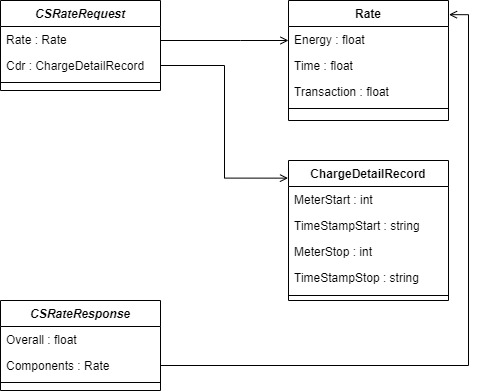 CSRateRequest
Rate : Rate
Cdr : ChargeDetailRecord
Rate
Energy : float
Time : float
Transaction : float
ChargeDetailRecord
MeterStart : int
TimeStampStart : string
MeterStop : int
TimeStampStop : string
CSRateResponse
Overall : float
Components : Rate